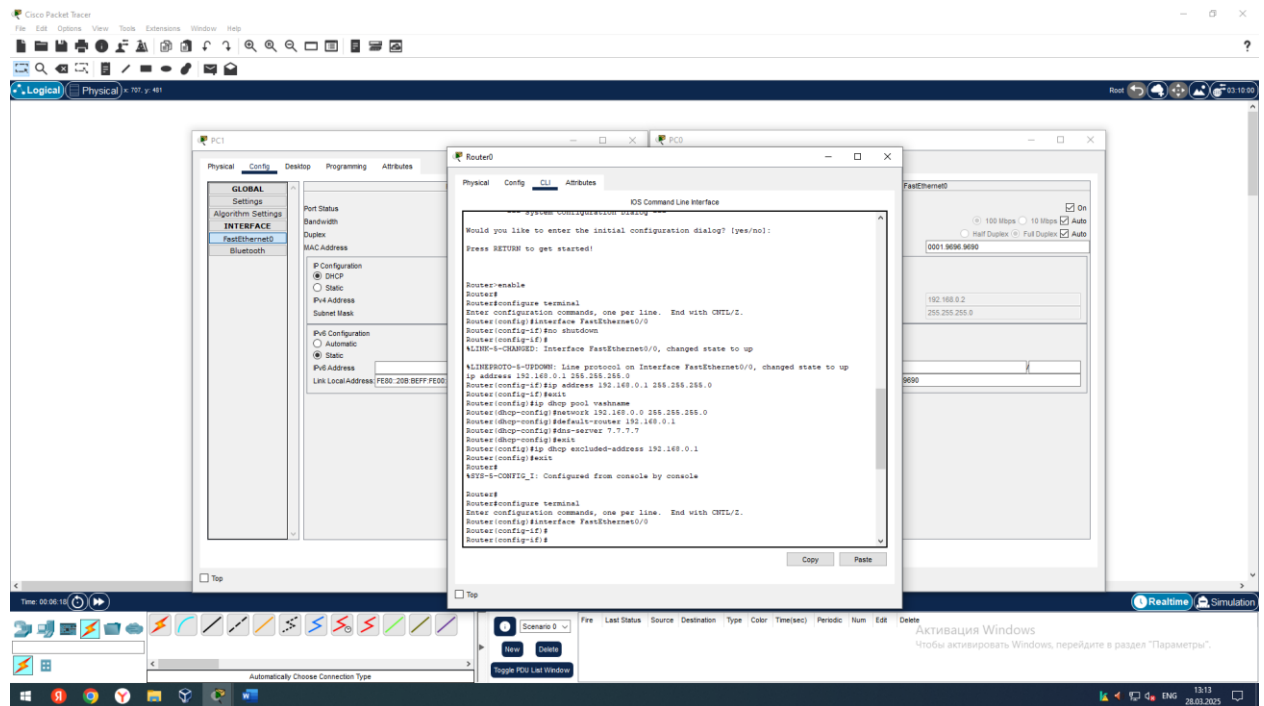 Cisco Packet Tracer
File Edit Options View Tools Extensions Window Help
?
Logical Physical x: 707, y: 481 Root 03:10:00
PC1
Physical Config Desktop Programming Attributes
GLOBAL
Settings
Algorithm Settings
INTERFACE
FastEthernet0
Bluetooth
Port Status
Bandwidth
Duplex
MAC Address
IP Configuration
DHCP
Static
IPv4 Address
Subnet Mask
IPv6 Configuration
Automatic
Static
IPv6 Address
Link Local Address: FE80::20B:BEFF:FE00:
Top
PC0
FastEthernet0
On
100 Mbps 10 Mbps Auto
Half Duplex Full Duplex Auto
0001.9696.9690
192.168.0.2
255.255.255.0
/
9690
Router0
Physical Config CLI Attributes
IOS Command Line Interface
--- System Configuration Dialog ---
Would you like to enter the initial configuration dialog? [yes/no]:
Press RETURN to get started!
Router>enable
Router#
Router#configure terminal
Enter configuration commands, one per line. End with CNTL/Z.
Router(config)#interface FastEthernet0/0
Router(config-if)#no shutdown
Router(config-if)#
%LINK-5-CHANGED: Interface FastEthernet0/0, changed state to up
%LINEPROTO-5-UPDOWN: Line protocol on Interface FastEthernet0/0, changed state to up
ip address 192.168.0.1 255.255.255.0
Router(config-if)#ip address 192.168.0.1 255.255.255.0
Router(config-if)#exit
Router(config)#ip dhcp pool vashname
Router(dhcp-config)#network 192.168.0.0 255.255.255.0
Router(dhcp-config)#default-router 192.168.0.1
Router(dhcp-config)#dns-server 7.7.7.7
Router(dhcp-config)#exit
Router(config)#ip dhcp excluded-address 192.168.0.1
Router(config)#exit
Router#
%SYS-5-CONFIG_I: Configured from console by console
Router#
Router#configure terminal
Enter configuration commands, one per line. End with CNTL/Z.
Router(config)#interface FastEthernet0/0
Router(config-if)#
Router(config-if)#
Copy Paste
Top
Time: 00:06:18 Realtime Simulation
Scenario 0
New Delete
Toggle PDU List Window
Fire Last Status Source Destination Type Color Time(sec) Periodic Num Edit Delete
Automatically Choose Connection Type
Активация Windows
Чтобы активировать Windows, перейдите в раздел "Параметры".
ENG 13:13
28.03.2025